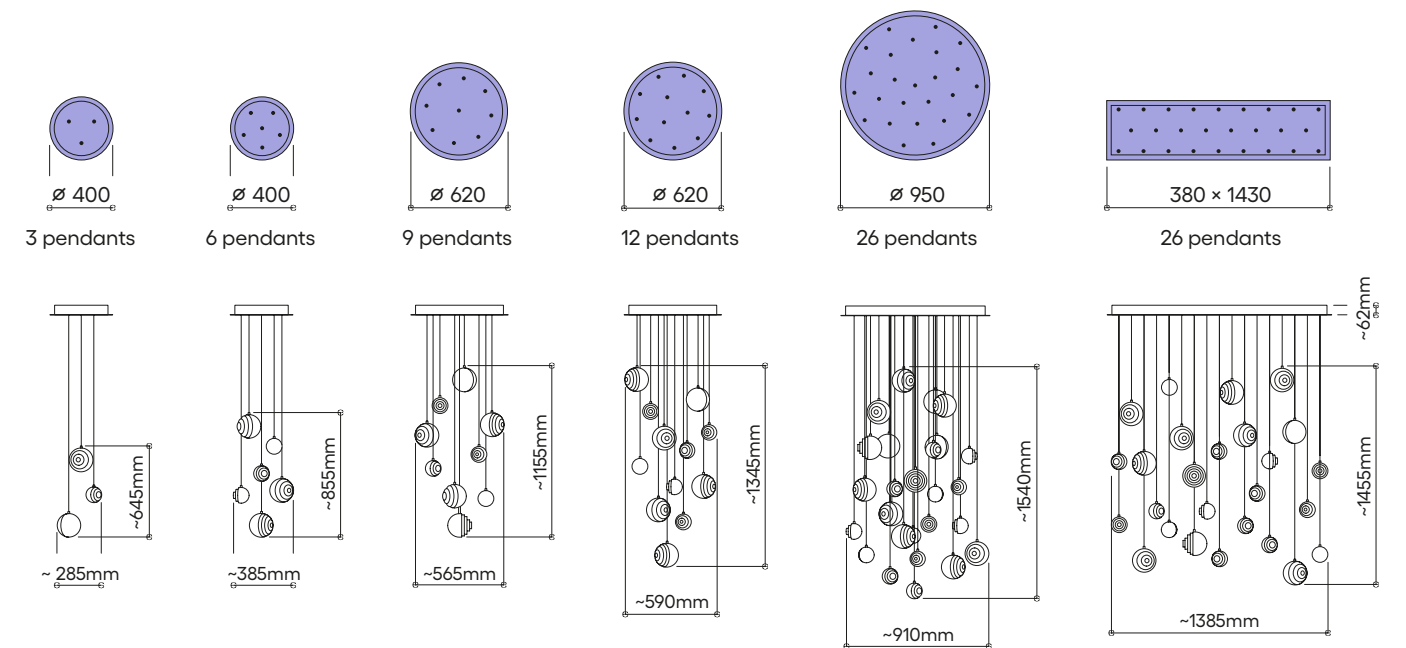 ⌀ 400
⌀ 400
⌀ 620
⌀ 620
⌀ 950
380 × 1430
3 pendants
6 pendants
9 pendants
12 pendants
26 pendants
26 pendants
~62mm
~645mm
~855mm
~1155mm
~1345mm
~1540mm
~1455mm
~ 285mm
~385mm
~565mm
~590mm
~910mm
~1385mm